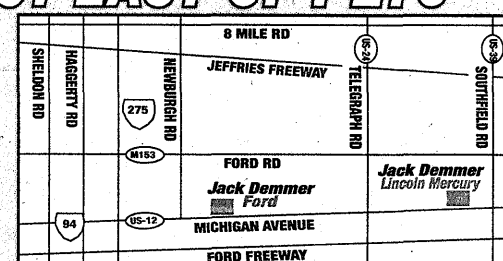 8 MILE RD
JEFFRIES FREEWAY
US-24
US-39
SHELDON RD
HAGGERTY RD
NEWBURGH RD
TELEGRAPH RD
SOUTHFIELD RD
275
M153
FORD RD
Jack Demmer
Ford
Jack Demmer
Lincoln Mercury
94
US-12
MICHIGAN AVENUE
FORD FREEWAY